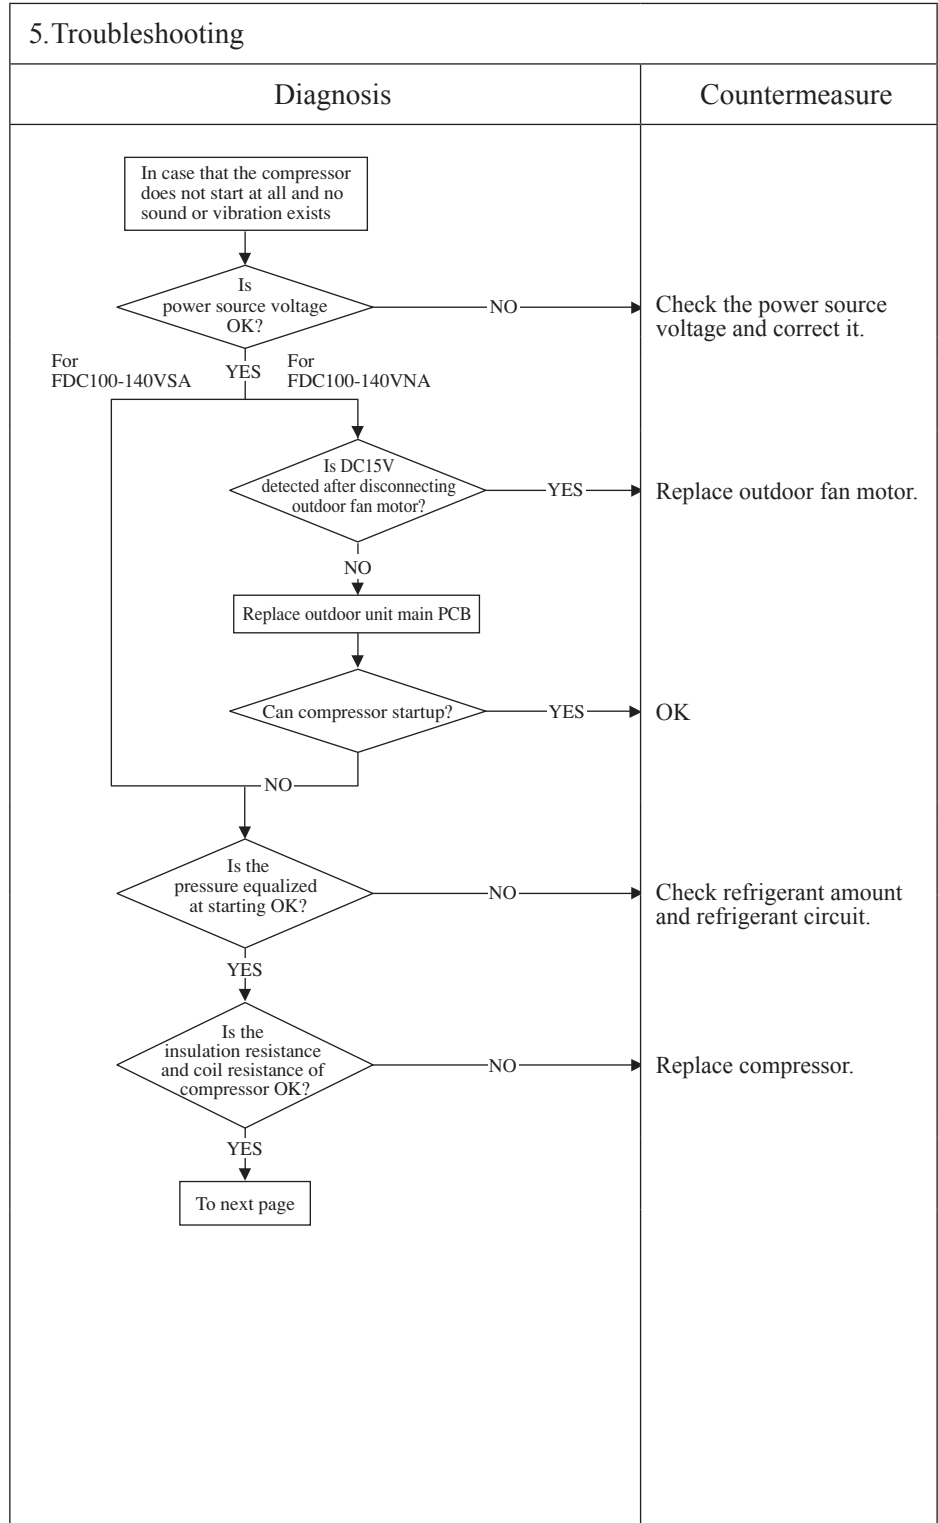 5.Troubleshooting
Diagnosis
Countermeasure
In case that the compressor
does not start at all and no
sound or vibration exists
Is
power source voltage
OK?
NO
Check the power source
voltage and correct it.
For
FDC100-140VSA
YES
For
FDC100-140VNA
Is DC15V
detected after disconnecting
outdoor fan motor?
YES
Replace outdoor fan motor.
NO
Replace outdoor unit main PCB
Can compressor startup?
YES
OK
NO
Is the
pressure equalized
at starting OK?
NO
Check refrigerant amount
and refrigerant circuit.
YES
Is the
insulation resistance
and coil resistance of
compressor OK?
NO
Replace compressor.
YES
To next page